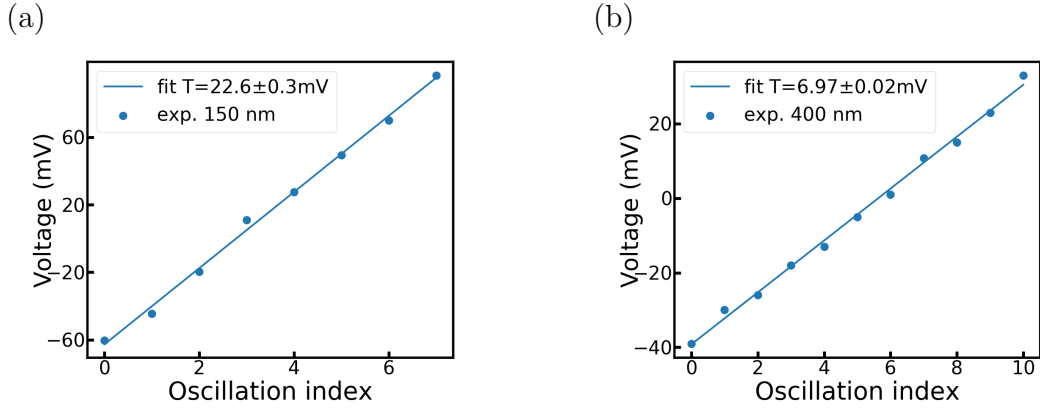 (a)
fit T=22.6±0.3mV
exp. 150 nm
Voltage (mV)
60
20
−20
−60
0 2 4 6
Oscillation index
(b)
fit T=6.97±0.02mV
exp. 400 nm
Voltage (mV)
20
0
−20
−40
0 2 4 6 8 10
Oscillation index